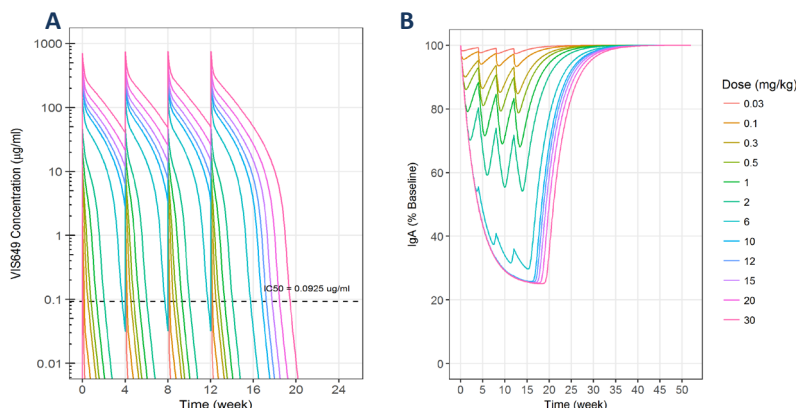 A
VIS649 Concentration (µg/ml)
1000
100
10
1
0.1
0.01
IC50 = 0.0925 ug/ml
0 4 8 12 16 20 24
Time (week)
B
IgA (% Baseline)
100
80
60
40
20
0
0 5 10 15 20 25 30 35 40 45 50
Time (week)
Dose (mg/kg)
0.03
0.1
0.3
0.5
1
2
6
10
12
15
20
30